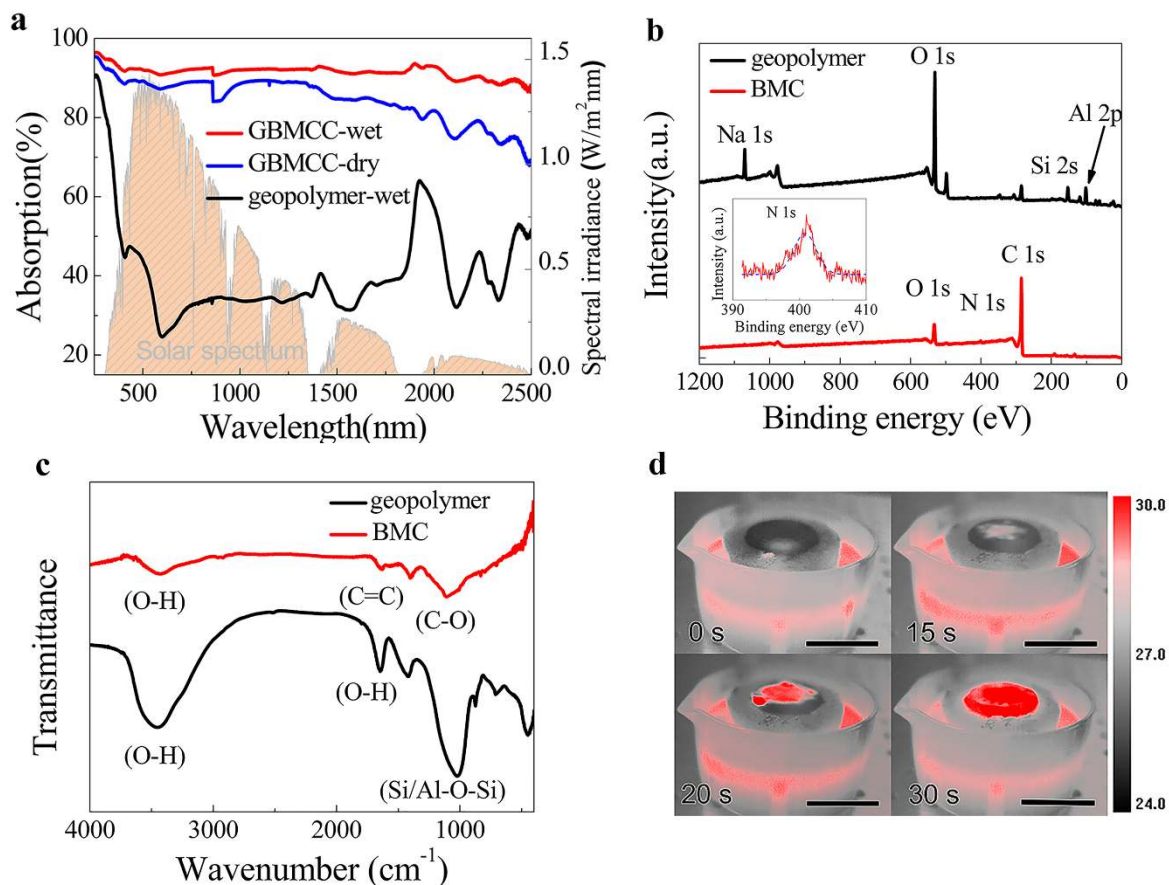 a
Absorption(%)
100
90
80
70
60
50
40
30
20
GBMCC-wet
GBMCC-dry
geopolymer-wet
Solar spectrum
1.5
1.0
0.5
0.0
Spectral irradiance (W/m²nm)
500 1000 1500 2000 2500
Wavelength(nm)
b
Intensity(a.u.)
geopolymer
BMC
O 1s
Na 1s
Al 2p
Si 2s
N 1s
Intensity (a.u.)
390 400 410
Binding energy (eV)
C 1s
O 1s
N 1s
1200 1000 800 600 400 200 0
Binding energy (eV)
c
Transmittance
geopolymer
BMC
(O-H)
(C=C)
(C-O)
(O-H)
(O-H)
(Si/Al-O-Si)
4000 3000 2000 1000
Wavenumber (cm⁻¹)
d
0 s
15 s
20 s
30 s
30.0
27.0
24.0